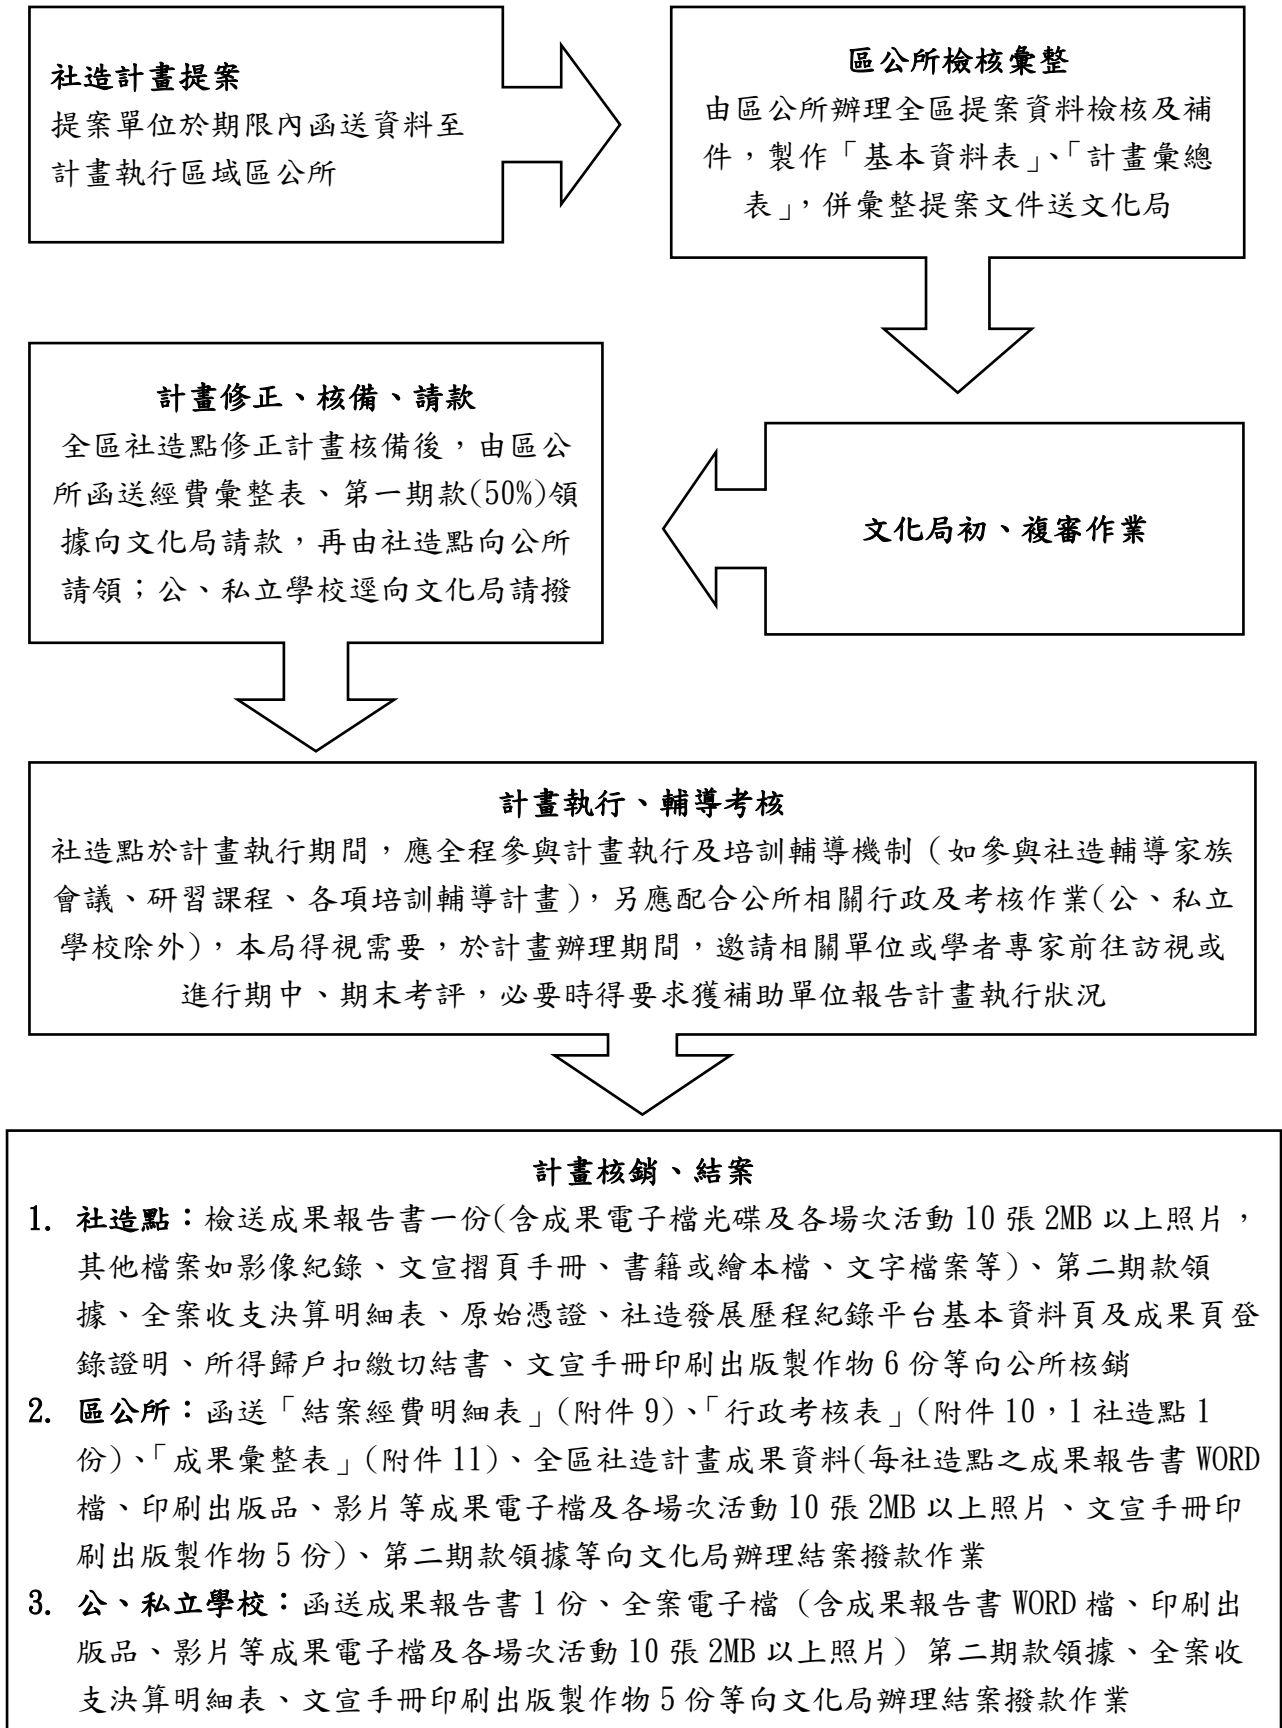 社造計畫提案
提案單位於期限內函送資料至
計畫執行區域區公所
區公所檢核彙整
由區公所辦理全區提案資料檢核及補
件，製作「基本資料表」、「計畫彙總
表」，併彙整提案文件送文化局
文化局初、複審作業
計畫修正、核備、請款
全區社造點修正計畫核備後，由區公
所函送經費彙整表、第一期款(50%)領
據向文化局請款，再由社造點向公所
請領；公、私立學校逕向文化局請撥
計畫執行、輔導考核
社造點於計畫執行期間，應全程參與計畫執行及培訓輔導機制（如參與社造輔導家族
會議、研習課程、各項培訓輔導計畫），另應配合公所相關行政及考核作業(公、私立
學校除外)，本局得視需要，於計畫辦理期間，邀請相關單位或學者專家前往訪視或
進行期中、期末考評，必要時得要求獲補助單位報告計畫執行狀況
計畫核銷、結案
1. 社造點：檢送成果報告書一份(含成果電子檔光碟及各場次活動 10 張 2MB 以上照片，
其他檔案如影像紀錄、文宣摺頁手冊、書籍或繪本檔、文字檔案等)、第二期款領
據、全案收支決算明細表、原始憑證、社造發展歷程紀錄平台基本資料頁及成果頁登
錄證明、所得歸戶扣繳切結書、文宣手冊印刷出版製作物 6 份等向公所核銷
2. 區公所：函送「結案經費明細表」(附件 9)、「行政考核表」(附件 10，1 社造點 1
份)、「成果彙整表」(附件 11)、全區社造計畫成果資料(每社造點之成果報告書 WORD
檔、印刷出版品、影片等成果電子檔及各場次活動 10 張 2MB 以上照片、文宣手冊印
刷出版製作物 5 份)、第二期款領據等向文化局辦理結案撥款作業
3. 公、私立學校：函送成果報告書 1 份、全案電子檔（含成果報告書 WORD 檔、印刷出
版品、影片等成果電子檔及各場次活動 10 張 2MB 以上照片）第二期款領據、全案收
支決算明細表、文宣手冊印刷出版製作物 5 份等向文化局辦理結案撥款作業